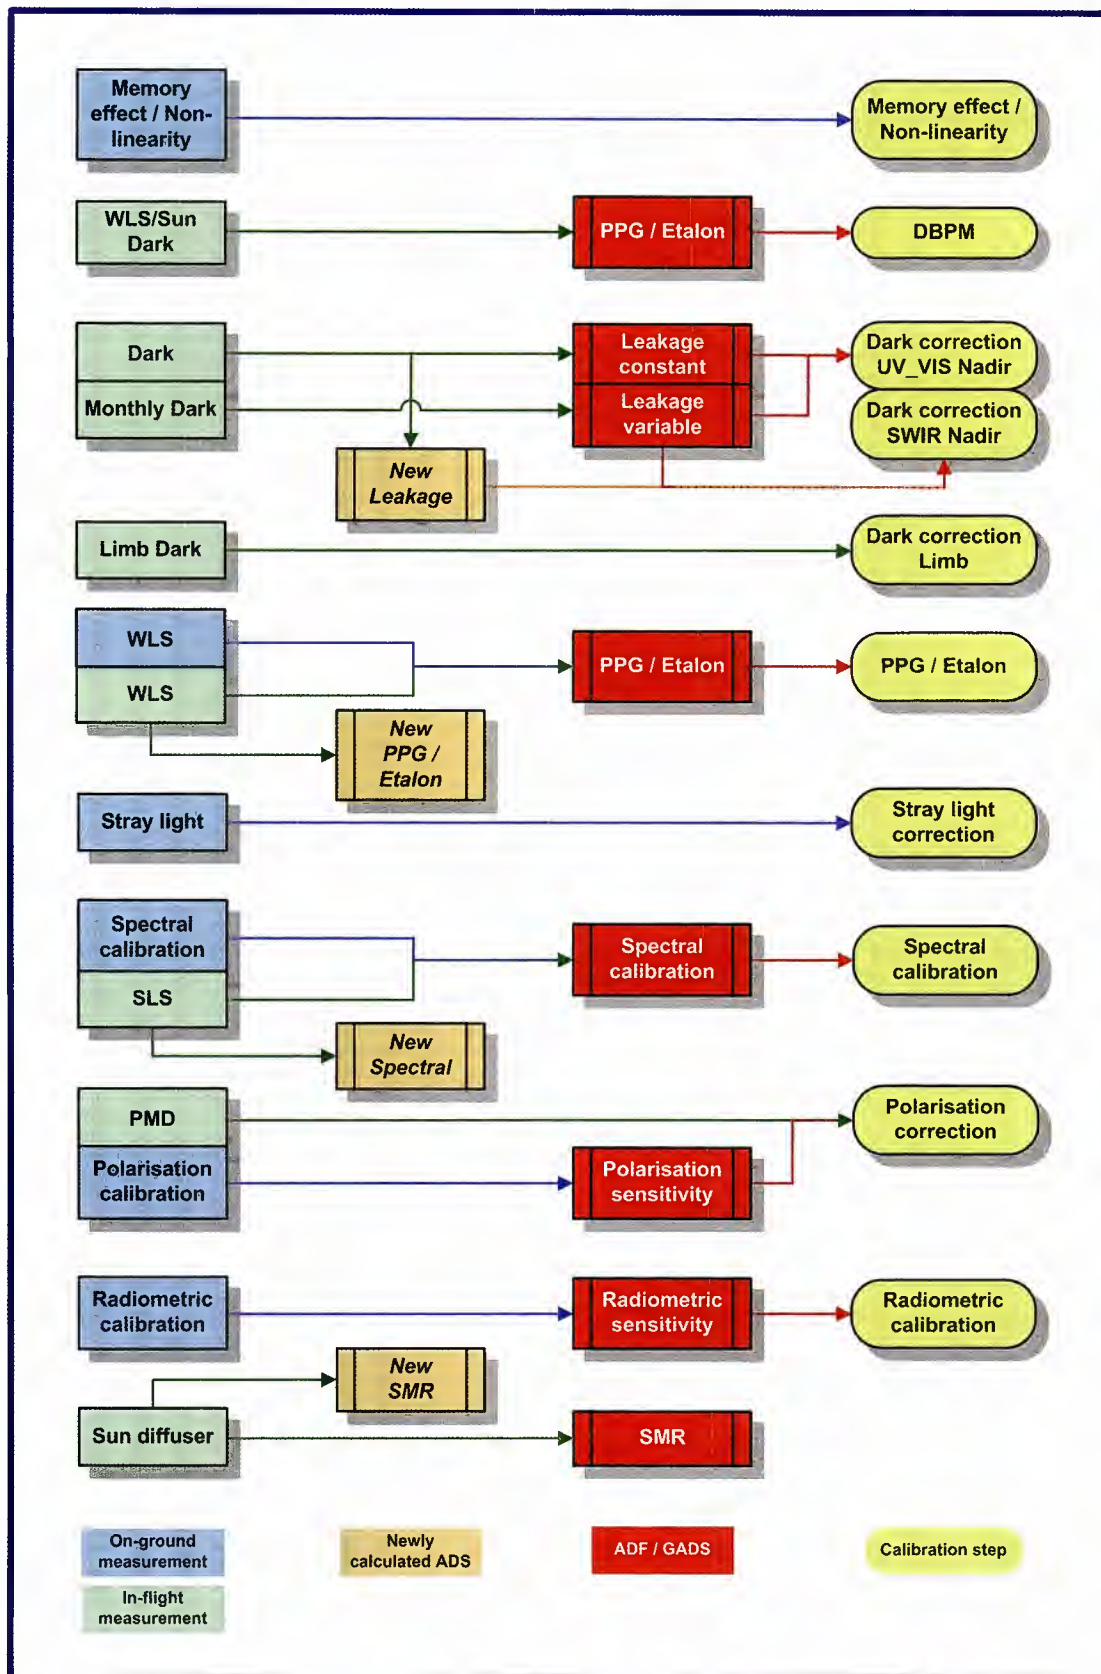 Memory
effect / Non-
linearity
Memory effect /
Non-linearity
WLS/Sun
Dark
PPG / Etalon
DBPM
Dark
Leakage
constant
Dark correction
UV_VIS Nadir
Monthly Dark
Leakage
variable
Dark correction
SWIR Nadir
New
Leakage
Limb Dark
Dark correction
Limb
WLS
WLS
PPG / Etalon
PPG / Etalon
New
PPG /
Etalon
Stray light
Stray light
correction
Spectral
calibration
SLS
Spectral
calibration
Spectral
calibration
New
Spectral
PMD
Polarisation
correction
Polarisation
calibration
Polarisation
sensitivity
Radiometric
calibration
Radiometric
sensitivity
Radiometric
calibration
New
SMR
Sun diffuser
SMR
On-ground
measurement
Newly
calculated ADS
ADF / GADS
Calibration step
In-flight
measurement